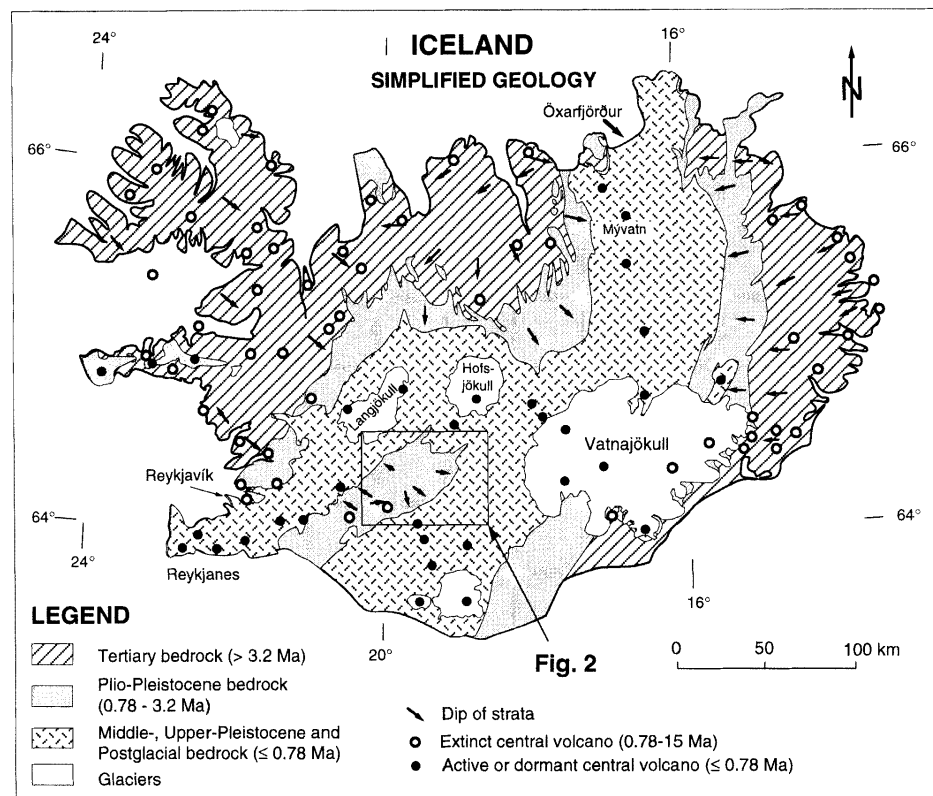 ICELAND
SIMPLIFIED GEOLOGY
24°
16°
N
Öxarfjörður
66°
66°
Mývatn
Hofs-
jökull
Langjökull
Vatnajökull
Reykjavík
64°
64°
24°
Reykjanes
16°
20°
Fig. 2
0 50 100 km
LEGEND
Tertiary bedrock (> 3.2 Ma)
Plio-Pleistocene bedrock
(0.78 - 3.2 Ma)
Middle-, Upper-Pleistocene and
Postglacial bedrock (≤ 0.78 Ma)
Glaciers
Dip of strata
Extinct central volcano (0.78-15 Ma)
Active or dormant central volcano (≤ 0.78 Ma)